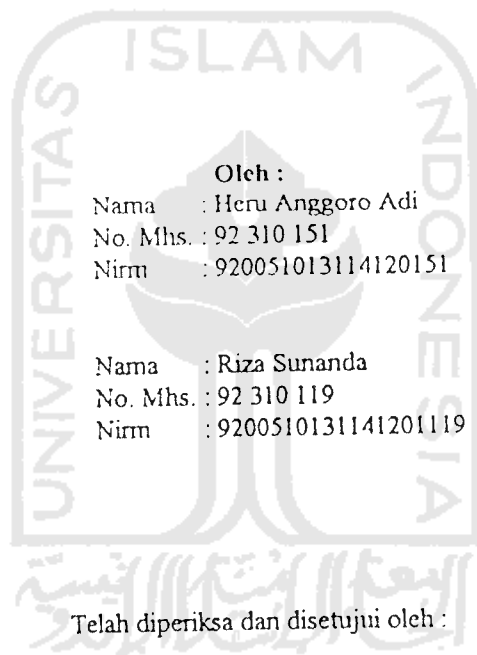 ISLAM
UNIVERSITAS
INDONESIA
Oleh :
Nama : Heru Anggoro Adi
No. Mhs. : 92 310 151
Nirm : 920051013114120151
Nama : Riza Sunanda
No. Mhs. : 92 310 119
Nirm : 9200510131141201119
Telah diperiksa dan disetujui oleh :